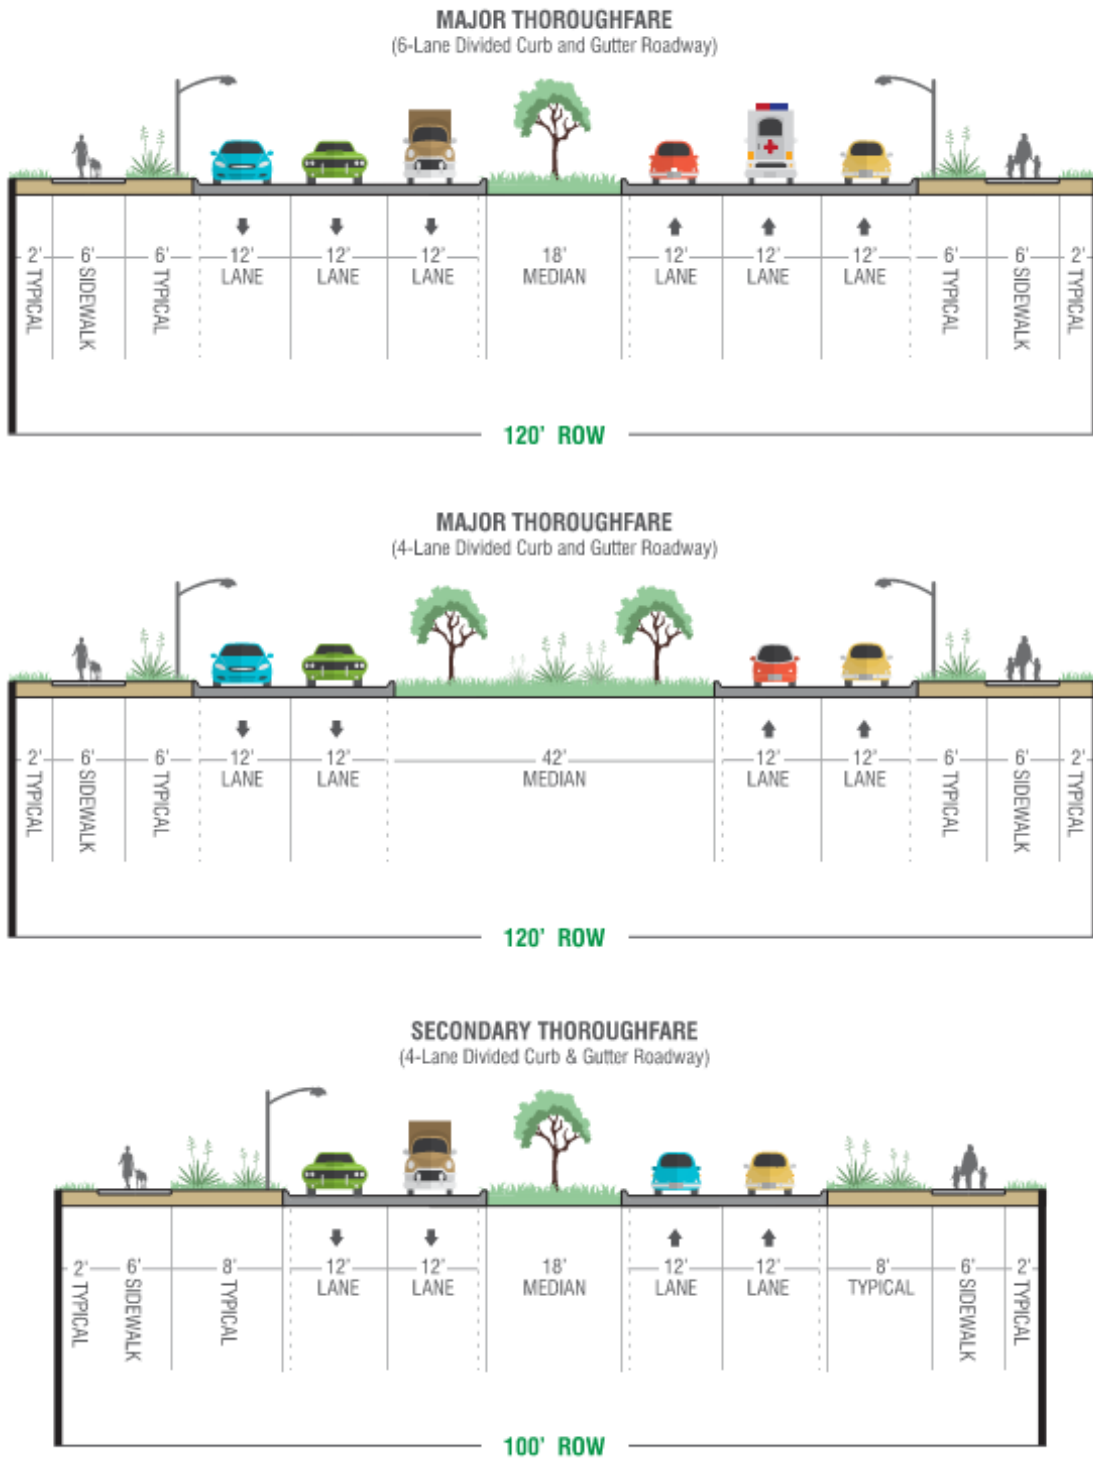 MAJOR THOROUGHFARE
(6-Lane Divided Curb and Gutter Roadway)
2' TYPICAL
6' SIDEWALK
6' TYPICAL
12' LANE
12' LANE
12' LANE
18' MEDIAN
12' LANE
12' LANE
12' LANE
6' TYPICAL
6' SIDEWALK
2' TYPICAL
120' ROW
MAJOR THOROUGHFARE
(4-Lane Divided Curb and Gutter Roadway)
2' TYPICAL
6' SIDEWALK
6' TYPICAL
12' LANE
12' LANE
42' MEDIAN
12' LANE
12' LANE
6' TYPICAL
6' SIDEWALK
2' TYPICAL
120' ROW
SECONDARY THOROUGHFARE
(4-Lane Divided Curb & Gutter Roadway)
2' TYPICAL
6' SIDEWALK
8' TYPICAL
12' LANE
12' LANE
18' MEDIAN
12' LANE
12' LANE
8' TYPICAL
6' SIDEWALK
2' TYPICAL
100' ROW